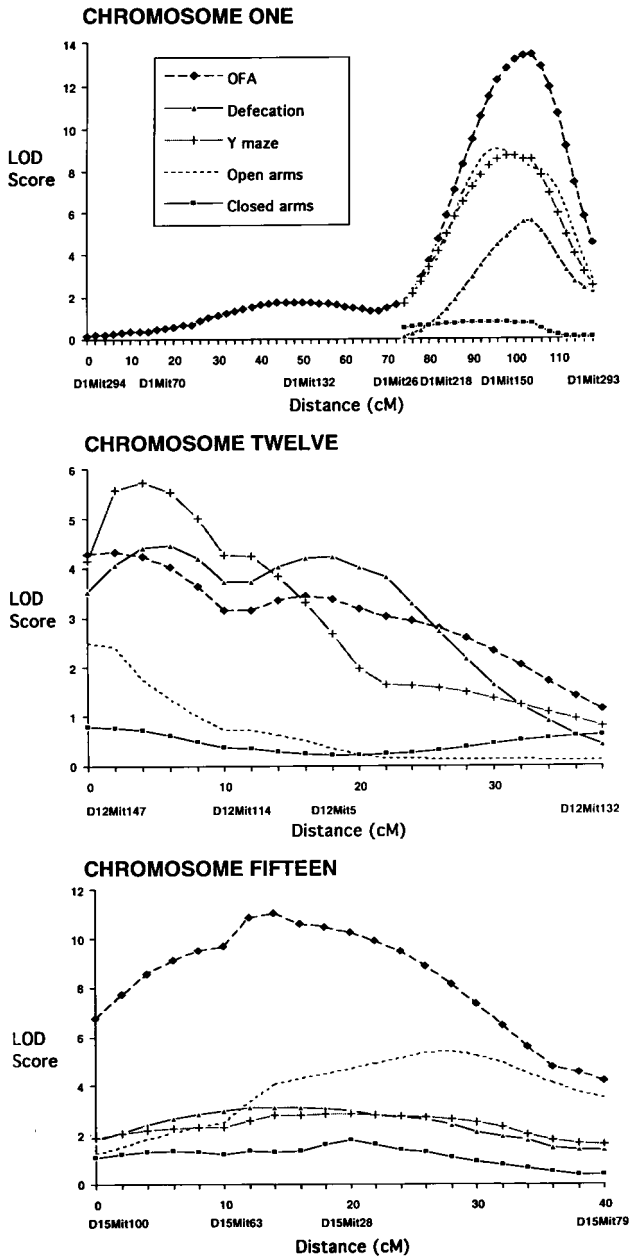 CHROMOSOME ONE
14
12
10
8
6
4
2
0
LOD
Score
OFA
Defecation
Y maze
Open arms
Closed arms
0 10 20 30 40 50 60 70 80 90 100 110
D1Mit294 D1Mit70 D1Mit132 D1Mit26 D1Mit218 D1Mit150 D1Mit293
Distance (cM)
CHROMOSOME TWELVE
6
5
4
3
2
1
0
LOD
Score
0 10 20 30
D12Mit147 D12Mit114 D12Mit5 D12Mit132
Distance (cM)
CHROMOSOME FIFTEEN
12
10
8
6
4
2
0
LOD
Score
0 10 20 30 40
D15Mit100 D15Mit63 D15Mit28 D15Mit79
Distance (cM)